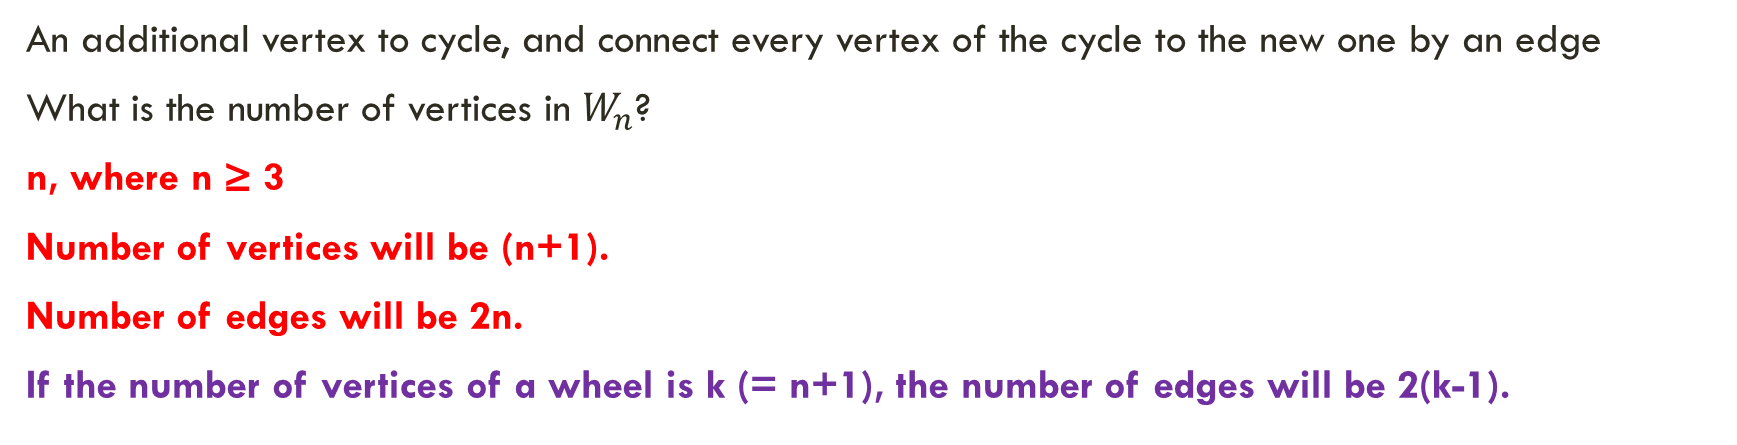 An additional vertex to cycle, and connect every vertex of the cycle to the new one by an edge
What is the number of vertices in Wₙ?
n, where n ≥ 3
Number of vertices will be (n+1).
Number of edges will be 2n.
If the number of vertices of a wheel is k (= n+1), the number of edges will be 2(k-1).